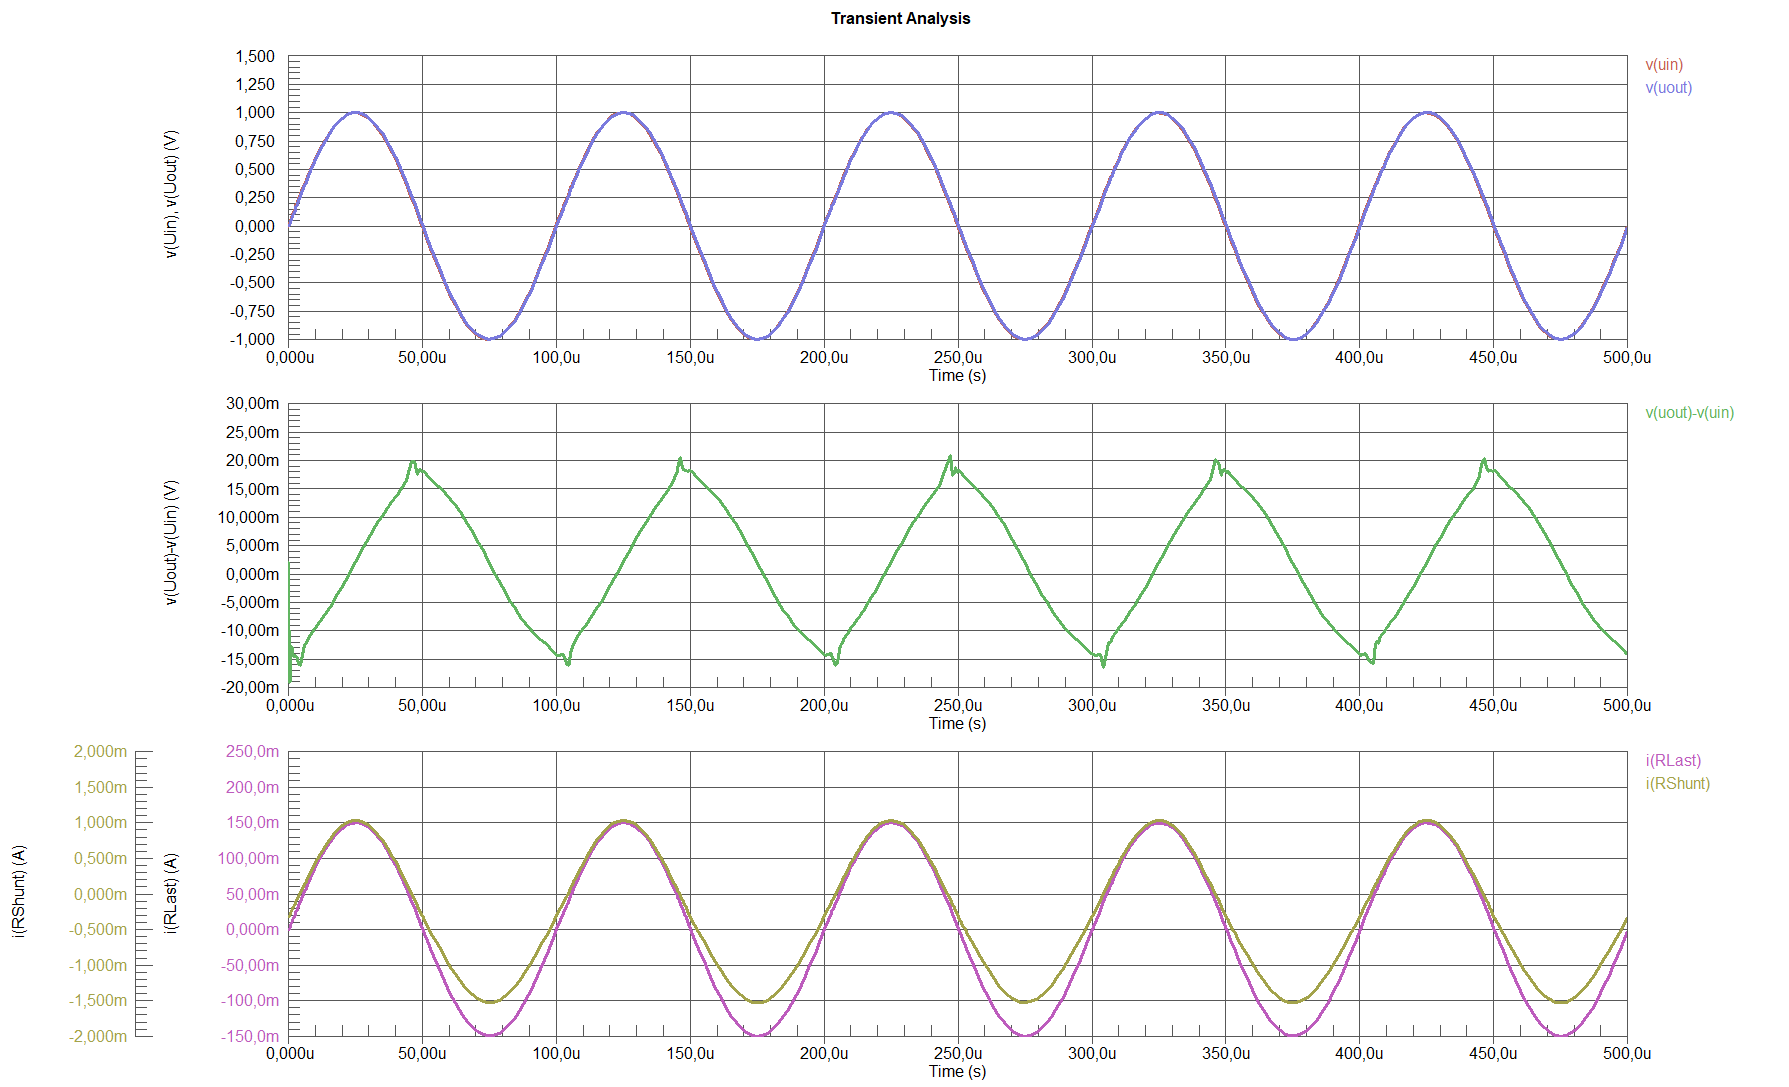 Transient Analysis
v(Uin), v(Uout) (V)
1,500
1,250
1,000
0,750
0,500
0,250
0,000
-0,250
-0,500
-0,750
-1,000
v(uin)
v(uout)
0,000u 50,00u 100,0u 150,0u 200,0u 250,0u 300,0u 350,0u 400,0u 450,0u 500,0u
Time (s)
v(Uout)-v(Uin) (V)
30,00m
25,00m
20,00m
15,00m
10,000m
5,000m
0,000m
-5,000m
-10,00m
-15,00m
-20,00m
v(uout)-v(uin)
0,000u 50,00u 100,0u 150,0u 200,0u 250,0u 300,0u 350,0u 400,0u 450,0u 500,0u
Time (s)
i(RShunt) (A)
2,000m
1,500m
1,000m
0,500m
0,000m
-0,500m
-1,000m
-1,500m
-2,000m
i(RLast) (A)
250,0m
200,0m
150,0m
100,00m
50,00m
0,000m
-50,00m
-100,0m
-150,0m
i(RLast)
i(RShunt)
0,000u 50,00u 100,0u 150,0u 200,0u 250,0u 300,0u 350,0u 400,0u 450,0u 500,0u
Time (s)